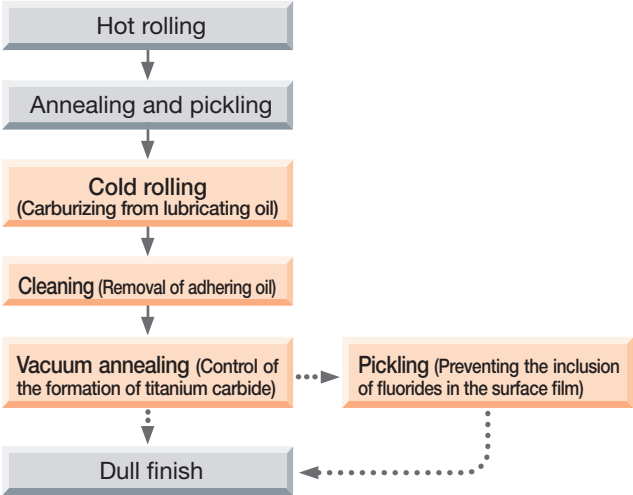 Hot rolling
Annealing and pickling
Cold rolling
(Carburizing from lubricating oil)
Cleaning (Removal of adhering oil)
Vacuum annealing (Control of
the formation of titanium carbide)
Pickling (Preventing the inclusion
of fluorides in the surface film)
Dull finish